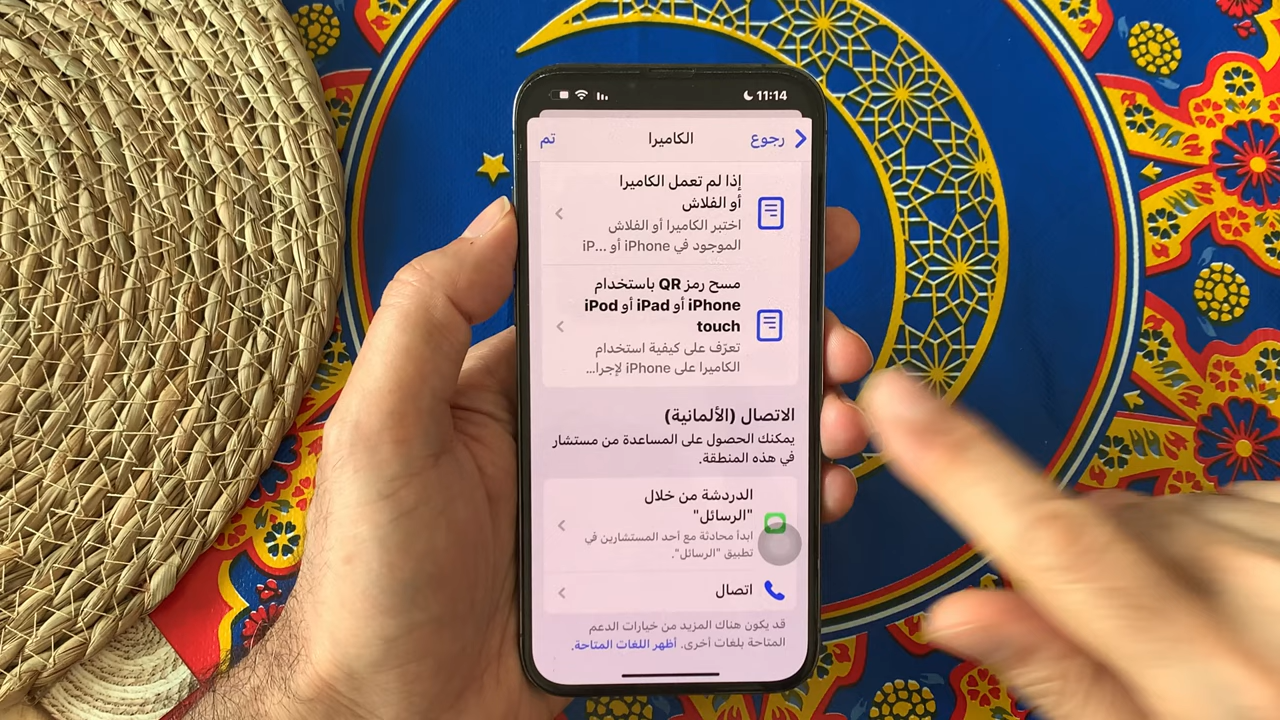 11:14
رجوع
الكاميرا
تم
إذا لم تعمل الكاميرا
أو الفلاش
اختبر الكاميرا أو الفلاش
الموجود في iPhone أو iP...
مسح رمز QR باستخدام
iPhone أو iPad أو iPod
touch
تعرّف على كيفية استخدام
الكاميرا على iPhone لإجرا...
الاتصال (الألمانية)
يمكنك الحصول على المساعدة من مستشار
في هذه المنطقة.
الدردشة من خلال
"الرسائل"
ابدأ محادثة مع أحد المستشارين في
تطبيق "الرسائل".
اتصال
قد يكون هناك المزيد من خيارات الدعم
المتاحة بلغات أخرى. أظهر اللغات المتاحة.